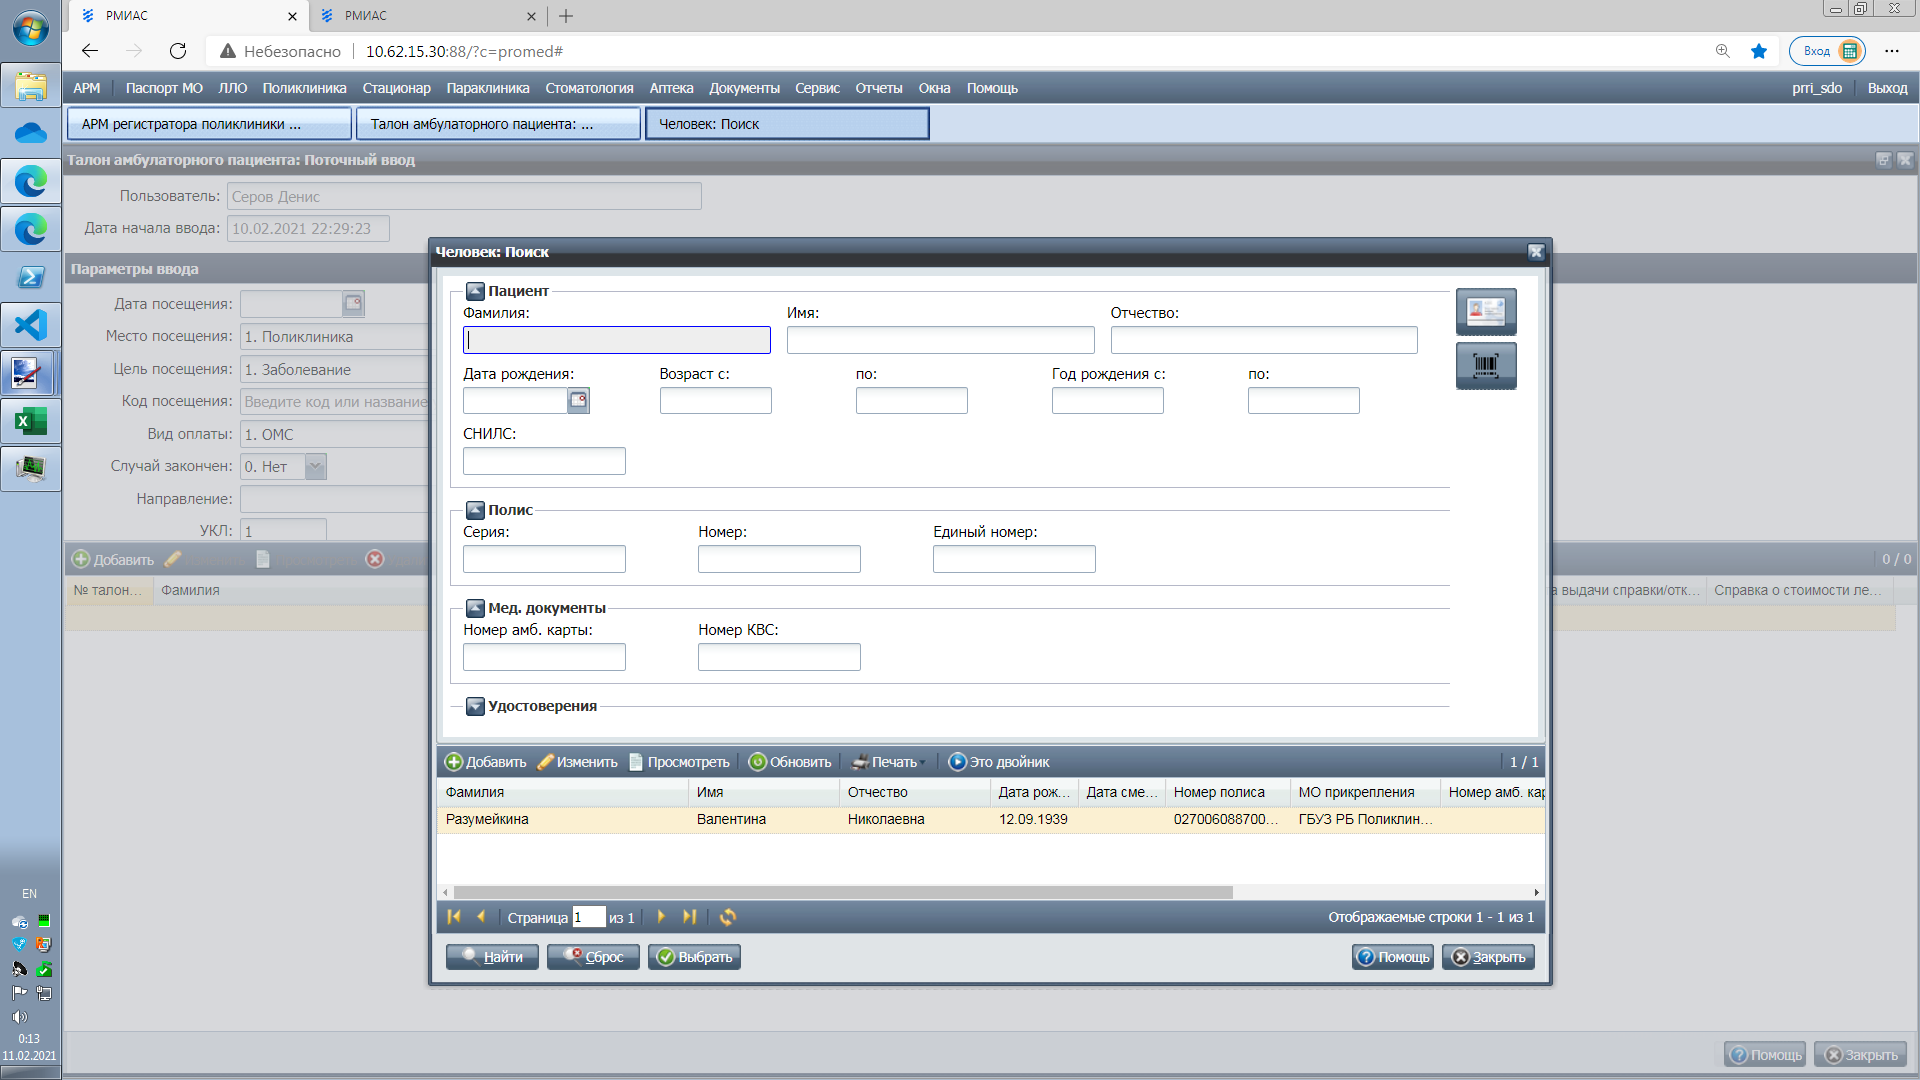 РМИАС
РМИАС
Небезопасно
10.62.15.30:88/?c=promed#
Вход
АРМ Паспорт МО ЛЛО Поликлиника Стационар Параклиника Стоматология Аптека Документы Сервис Отчеты Окна Помощь prri_sdo Выход
АРМ регистратора поликлиники ...
Талон амбулаторного пациента: ...
Человек: Поиск
Талон амбулаторного пациента: Поточный ввод
Пользователь: Серов Денис
Дата начала ввода: 10.02.2021 22:29:23
Параметры ввода
Дата посещения:
Место посещения: 1. Поликлиника
Цель посещения: 1. Заболевание
Код посещения: Введите код или название
Вид оплаты: 1. ОМС
Случай закончен: 0. Нет
Направление:
УКЛ: 1
Добавить
0 / 0
№ талон... Фамилия
а выдачи справки/отк... Справка о стоимости ле...
Человек: Поиск
Пациент
Фамилия: Имя: Отчество:
Дата рождения: Возраст с: по: Год рождения с: по:
СНИЛС:
Полис
Серия: Номер: Единый номер:
Мед. документы
Номер амб. карты: Номер КВС:
Удостоверения
Добавить Изменить Просмотреть Обновить Печать Это двойник 1 / 1
Фамилия Имя Отчество Дата рож... Дата сме... Номер полиса МО прикрепления Номер амб. кар
Разумейкина Валентина Николаевна 12.09.1939 027006088700... ГБУЗ РБ Поликлин...
Страница 1 из 1
Отображаемые строки 1 - 1 из 1
Найти Сброс Выбрать Помощь Закрыть
Помощь Закрыть
EN
0:13
11.02.2021